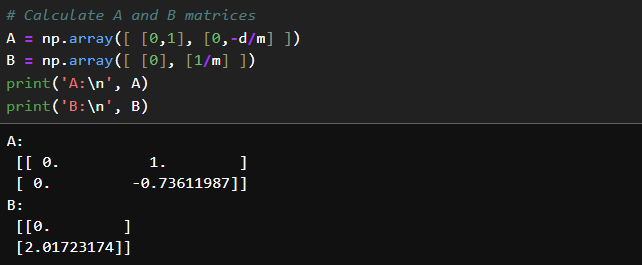 # Calculate A and B matrices
A = np.array([ [0,1], [0,-d/m] ])
B = np.array([ [0], [1/m] ])
print('A:\n', A)
print('B:\n', B)
A:
 [[ 0.          1.        ]
 [ 0.         -0.73611987]]
B:
 [[0.        ]
 [2.01723174]]